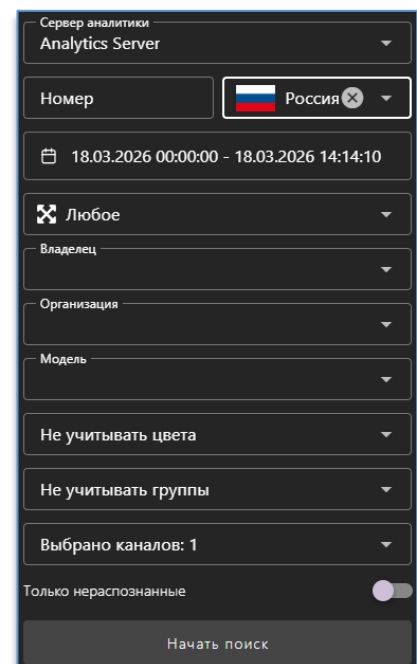 Сервер аналитики
Analytics Server
Номер
Россия
18.03.2026 00:00:00 - 18.03.2026 14:14:10
Любое
Владелец
Организация
Модель
Не учитывать цвета
Не учитывать группы
Выбрано каналов: 1
Только нераспознанные
Начать поиск